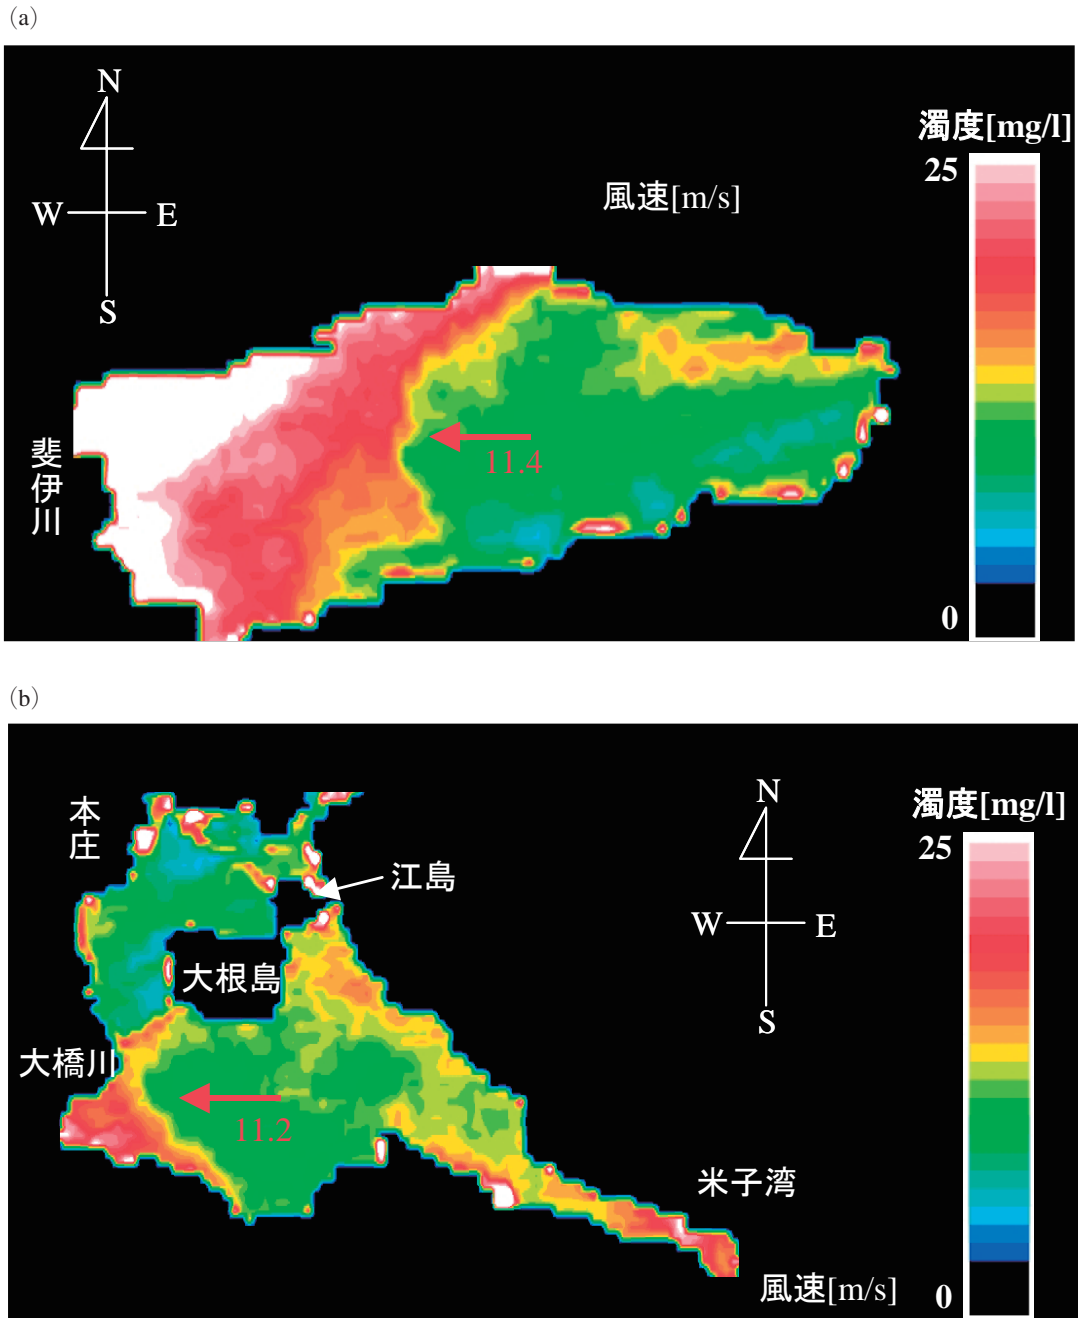 (a)
N
濁度[mg/l]
25
風速[m/s]
W
E
S
斐伊川
11.4
0
(b)
N
本庄
濁度[mg/l]
25
江島
W
E
大根島
S
大橋川
11.2
米子湾
風速[m/s]
0